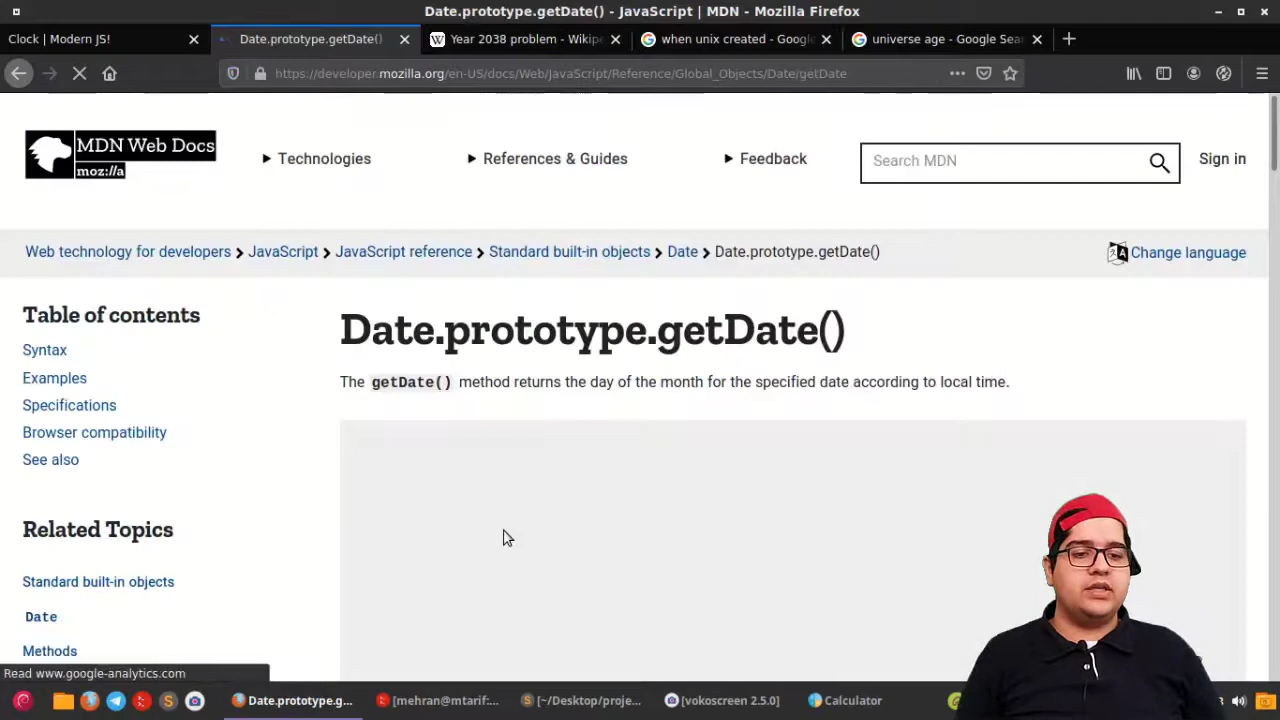 Date.prototype.getDate() - JavaScript | MDN - Mozilla Firefox
Clock | Modern JS!
Date.prototype.getDate()
Year 2038 problem - Wikip
when unix created - Goog
universe age - Google Sea
https://developer.mozilla.org/en-US/docs/Web/JavaScript/Reference/Global_Objects/Date/getDate
MDN Web Docs
moz://a
Technologies
References & Guides
Feedback
Search MDN
Sign in
Web technology for developers
JavaScript
JavaScript reference
Standard built-in objects
Date
Date.prototype.getDate()
Change language
Table of contents
Syntax
Examples
Specifications
Browser compatibility
See also
Related Topics
Standard built-in objects
Date
Methods
Date.prototype.getDate()
The getDate() method returns the day of the month for the specified date according to local time.
Read www.google-analytics.com
Date.prototype.g...
[mehran@mtarif:...
[~/Desktop/proje...
[vokoscreen 2.5.0]
Calculator